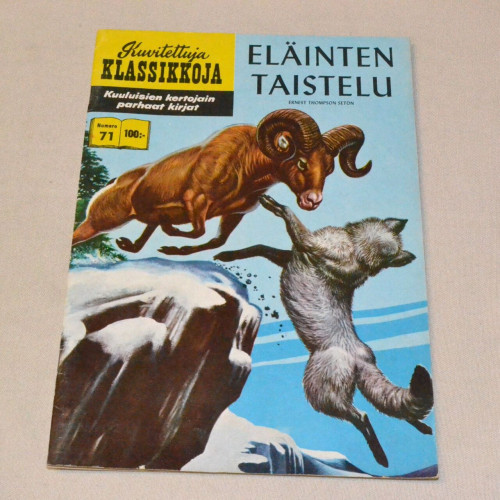 Kuvitettuja
KLASSIKKOJA
Kuuluisien kertojain
parhaat kirjat
Numero
71
100:-
ELÄINTEN
TAISTELU
ERNEST THOMPSON SETON